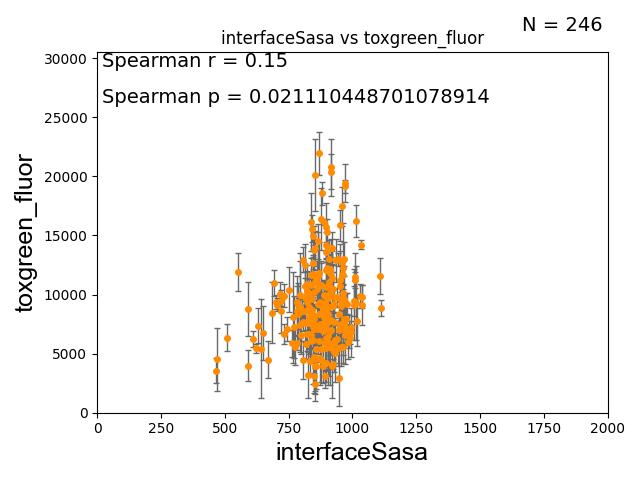 N = 246
interfaceSasa vs toxgreen_fluor
Spearman r = 0.15
Spearman p = 0.021110448701078914
30000
25000
20000
15000
10000
5000
0
toxgreen_fluor
0 250 500 750 1000 1250 1500 1750 2000
interfaceSasa